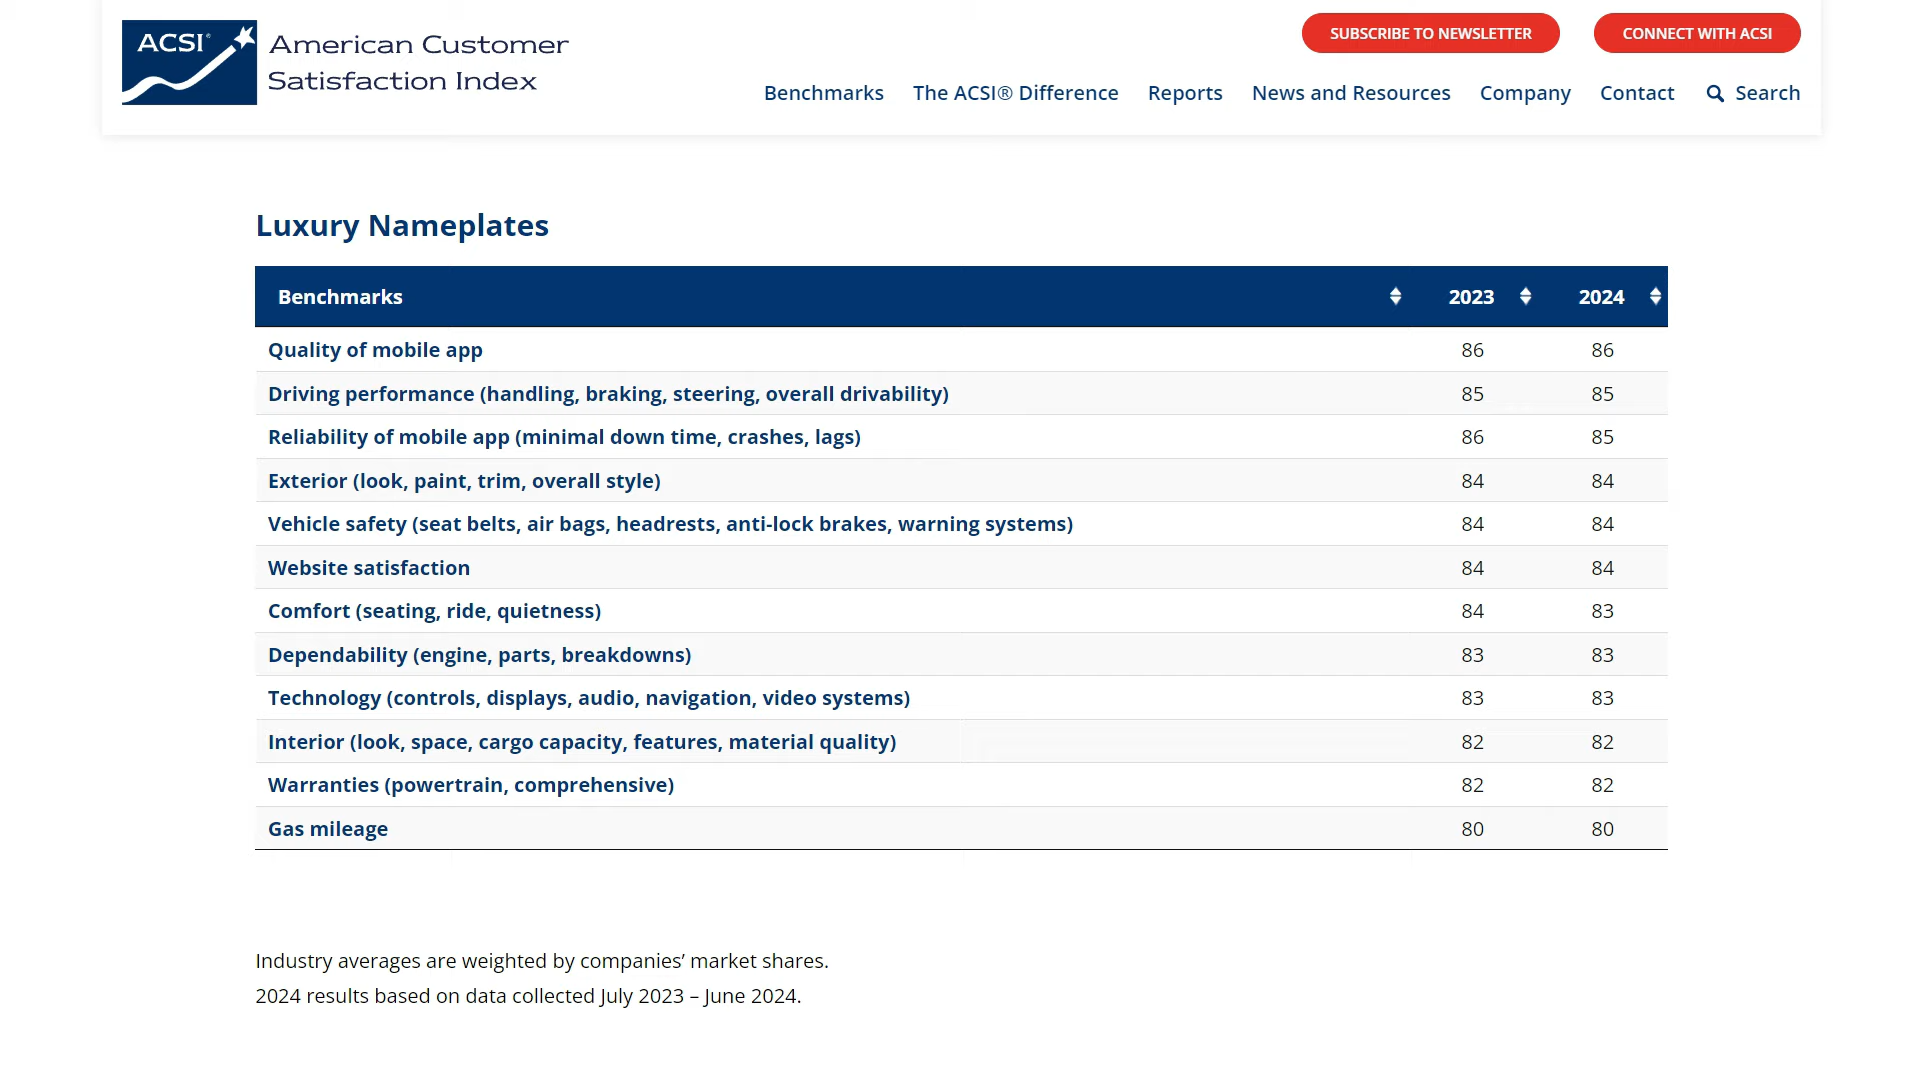 ACSI®
American Customer
Satisfaction Index
SUBSCRIBE TO NEWSLETTER
CONNECT WITH ACSI
Benchmarks
The ACSI® Difference
Reports
News and Resources
Company
Contact
Search
Luxury Nameplates
Benchmarks 2023 2024
Quality of mobile app 86 86
Driving performance (handling, braking, steering, overall drivability) 85 85
Reliability of mobile app (minimal down time, crashes, lags) 86 85
Exterior (look, paint, trim, overall style) 84 84
Vehicle safety (seat belts, air bags, headrests, anti-lock brakes, warning systems) 84 84
Website satisfaction 84 84
Comfort (seating, ride, quietness) 84 83
Dependability (engine, parts, breakdowns) 83 83
Technology (controls, displays, audio, navigation, video systems) 83 83
Interior (look, space, cargo capacity, features, material quality) 82 82
Warranties (powertrain, comprehensive) 82 82
Gas mileage 80 80
Industry averages are weighted by companies’ market shares.
2024 results based on data collected July 2023 – June 2024.